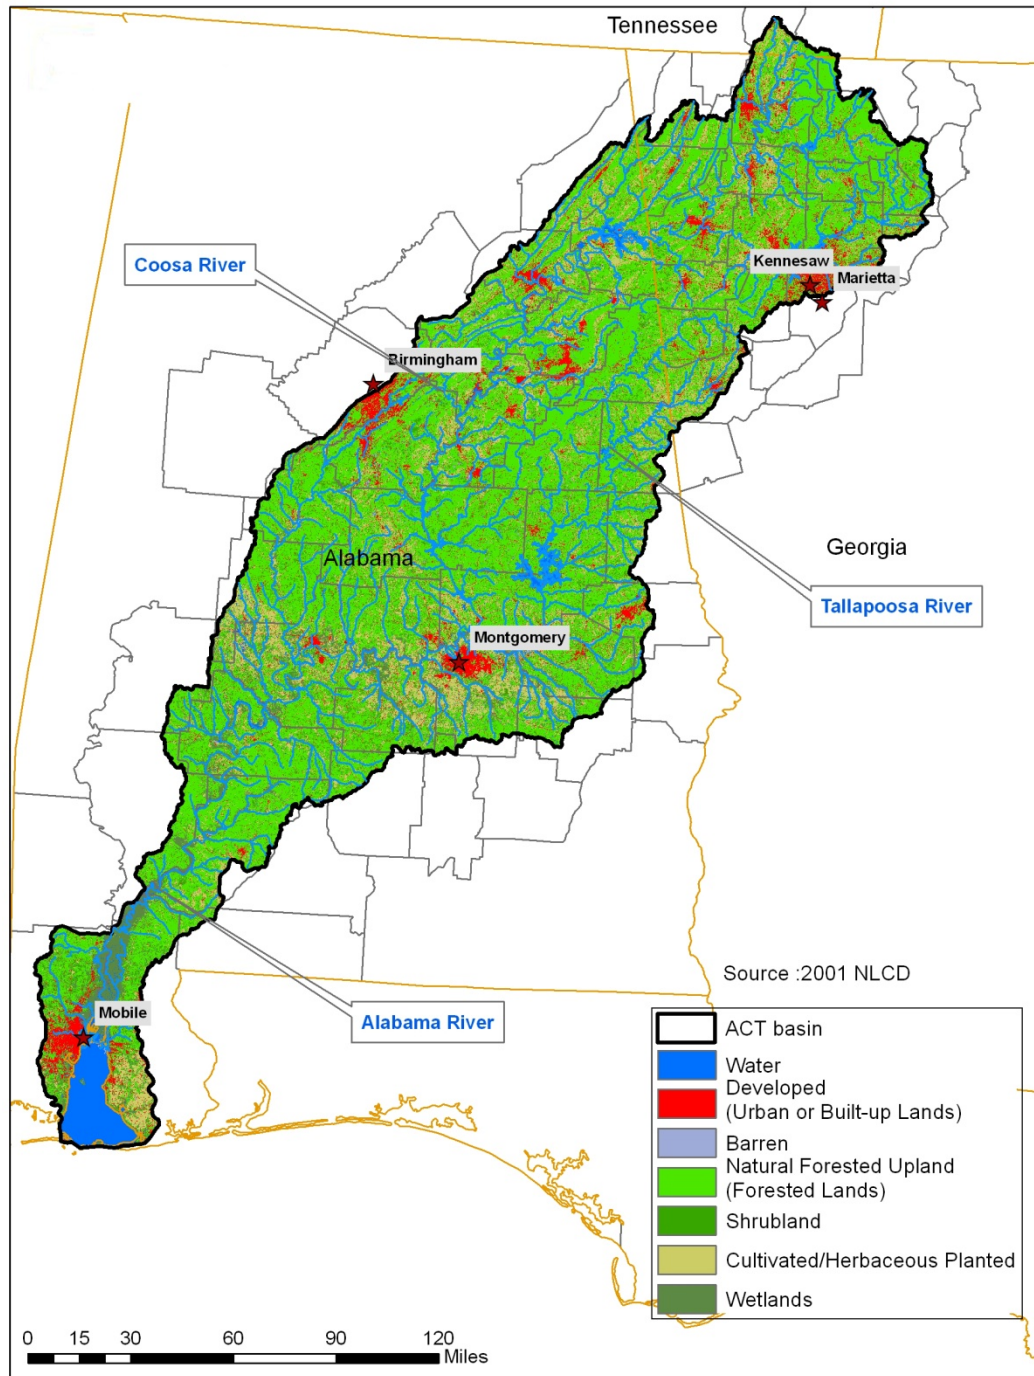 Tennessee
Coosa River
Kennesaw
Marietta
Birmingham
Georgia
Alabama
Tallapoosa River
Montgomery
Source :2001 NLCD
Mobile
Alabama River
ACT basin
Water
Developed
(Urban or Built-up Lands)
Barren
Natural Forested Upland
(Forested Lands)
Shrubland
Cultivated/Herbaceous Planted
Wetlands
0 15 30 60 90 120
Miles